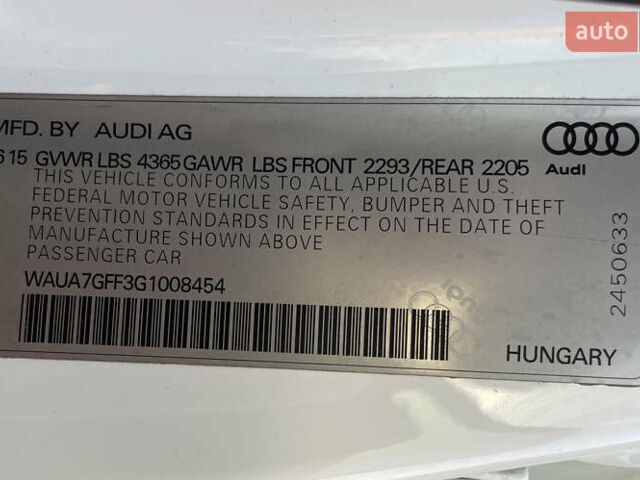 auto
MFD. BY AUDI AG
615 GVWR LBS 4365 GAWR LBS FRONT 2293/REAR 2205
THIS VEHICLE CONFORMS TO ALL APPLICABLE U.S.
FEDERAL MOTOR VEHICLE SAFETY, BUMPER AND THEFT
PREVENTION STANDARDS IN EFFECT ON THE DATE OF
MANUFACTURE SHOWN ABOVE
PASSENGER CAR
WAUA7GFF3G1008454
Audi
2450633
HUNGARY